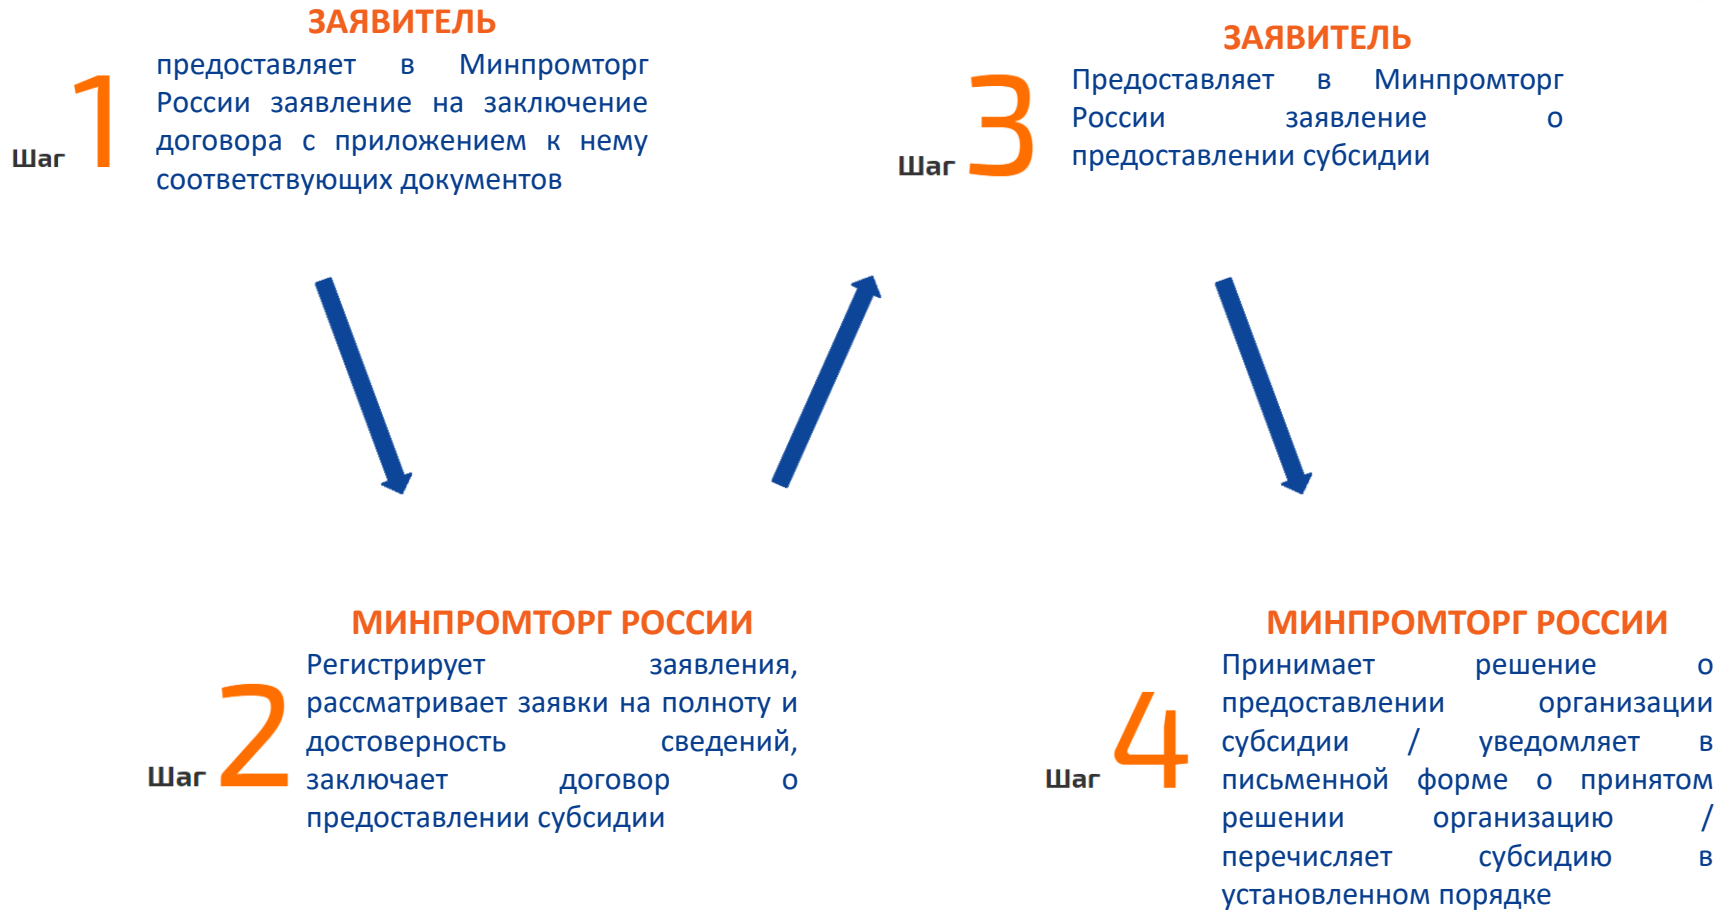 ЗАЯВИТЕЛЬ
предоставляет в Минпромторг
России заявление на заключение
договора с приложением к нему
соответствующих документов
Шаг 1
МИНПРОМТОРГ РОССИИ
Регистрирует заявления,
рассматривает заявки на полноту и
достоверность сведений,
заключает договор о
предоставлении субсидии
Шаг 2
ЗАЯВИТЕЛЬ
Предоставляет в Минпромторг
России заявление о
предоставлении субсидии
Шаг 3
МИНПРОМТОРГ РОССИИ
Принимает решение о
предоставлении организации
субсидии / уведомляет в
письменной форме о принятом
решении организацию /
перечисляет субсидию в
установленном порядке
Шаг 4